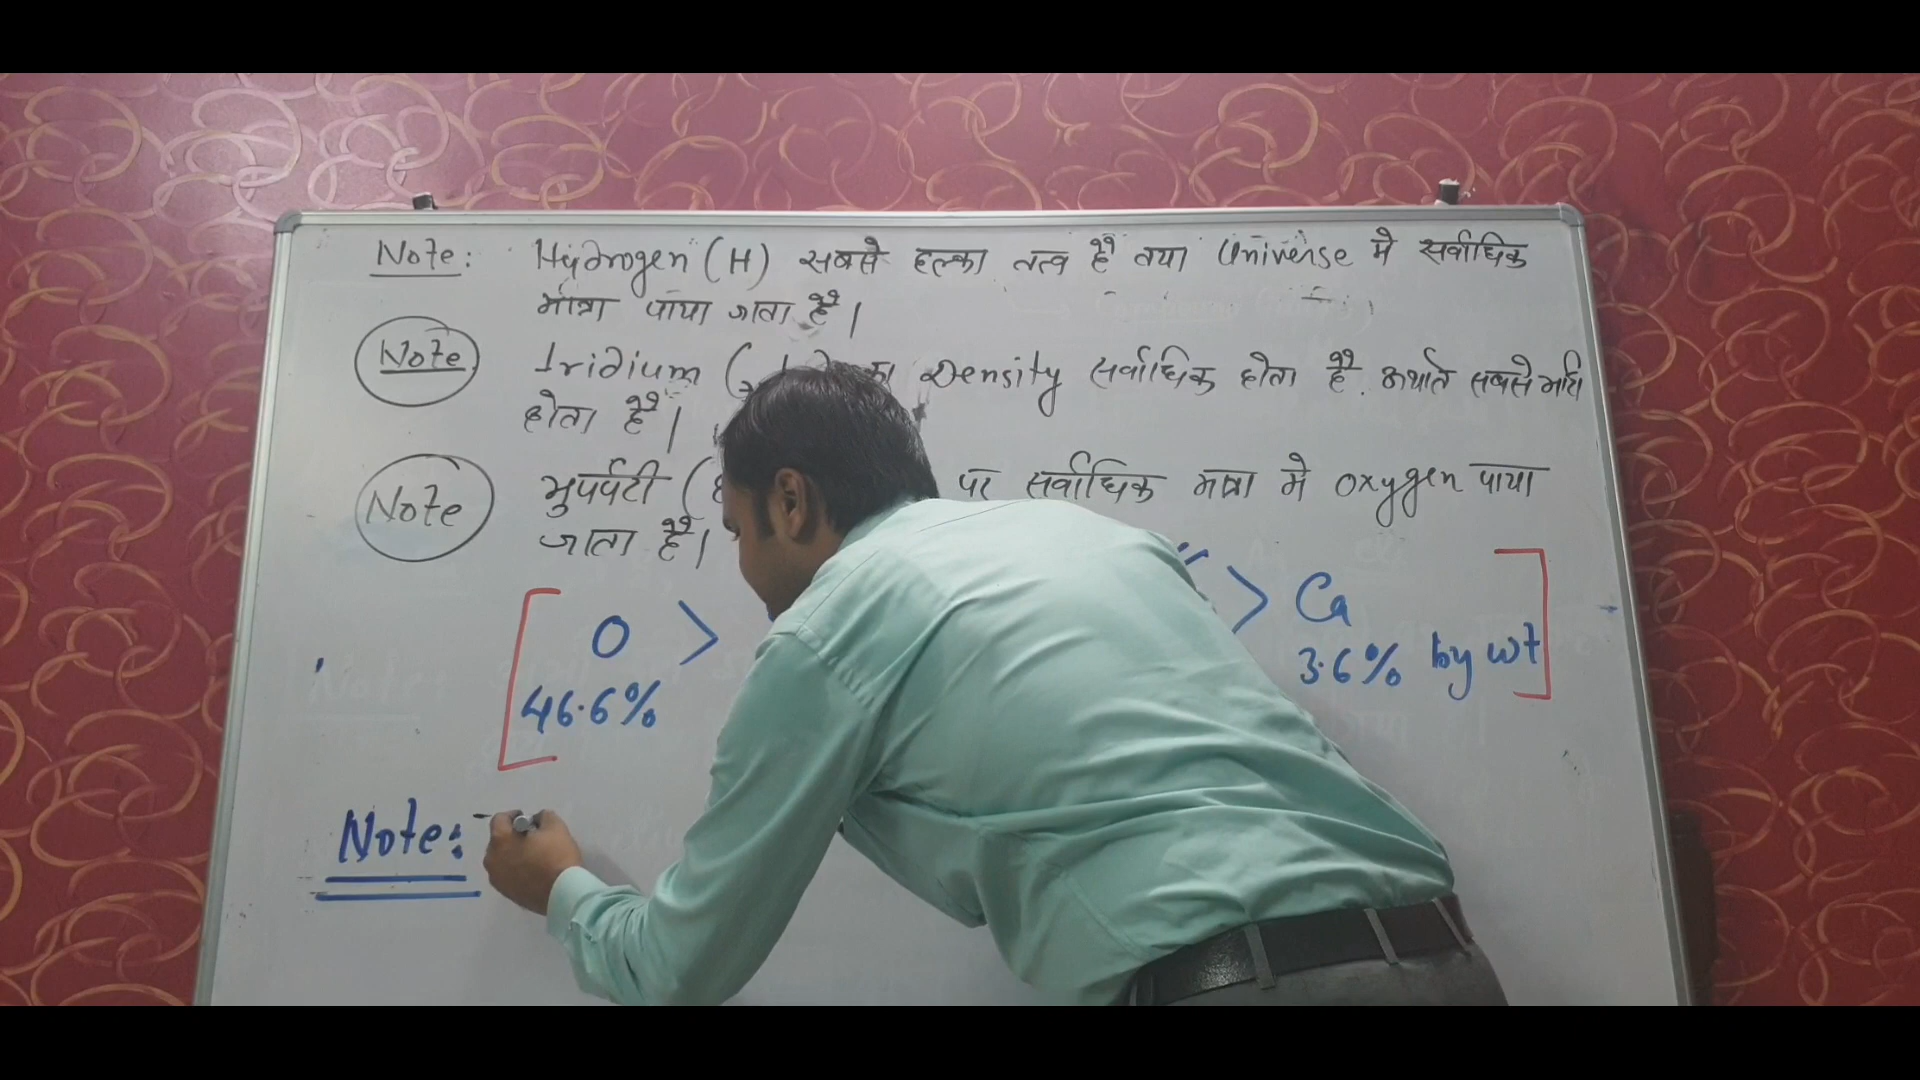 Note: Hydrogen (H) सबसे हल्का तत्व है तथा Universe मे सर्वाधिक
मात्रा पाया जाता है।
Note Iridium ( का Density सर्वाधिक होता है. अर्थात सबसे भारी
होता है।
Note भुपर्पटी ( पर सर्वाधिक मात्रा मे oxygen पाया
जाता है।
[ O > > Ca
46.6% 3.6% by wt ]
Note: